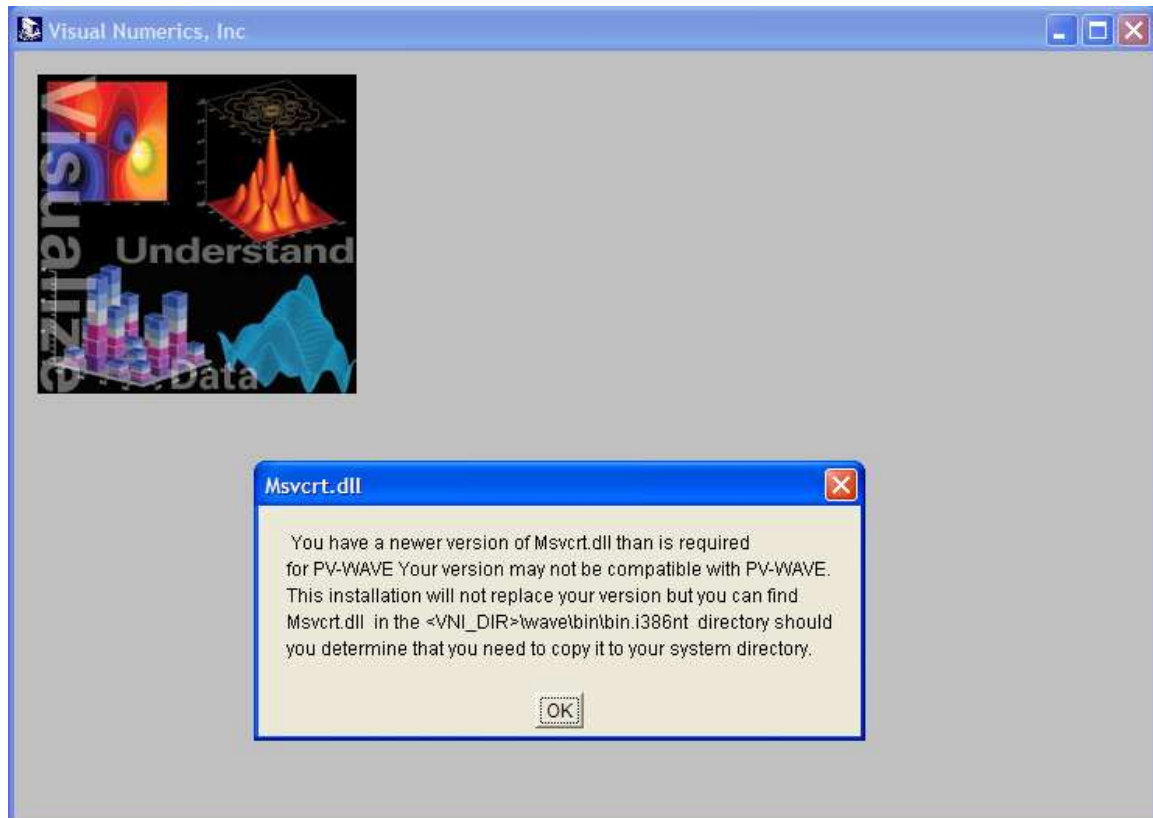 Visual Numerics, Inc
Visualize
Understand
Data
Msvcrt.dll
You have a newer version of Msvcrt.dll than is required
for PV-WAVE Your version may not be compatible with PV-WAVE.
This installation will not replace your version but you can find
Msvcrt.dll in the <VNI_DIR>\wave\bin\bin.i386nt directory should
you determine that you need to copy it to your system directory.
OK